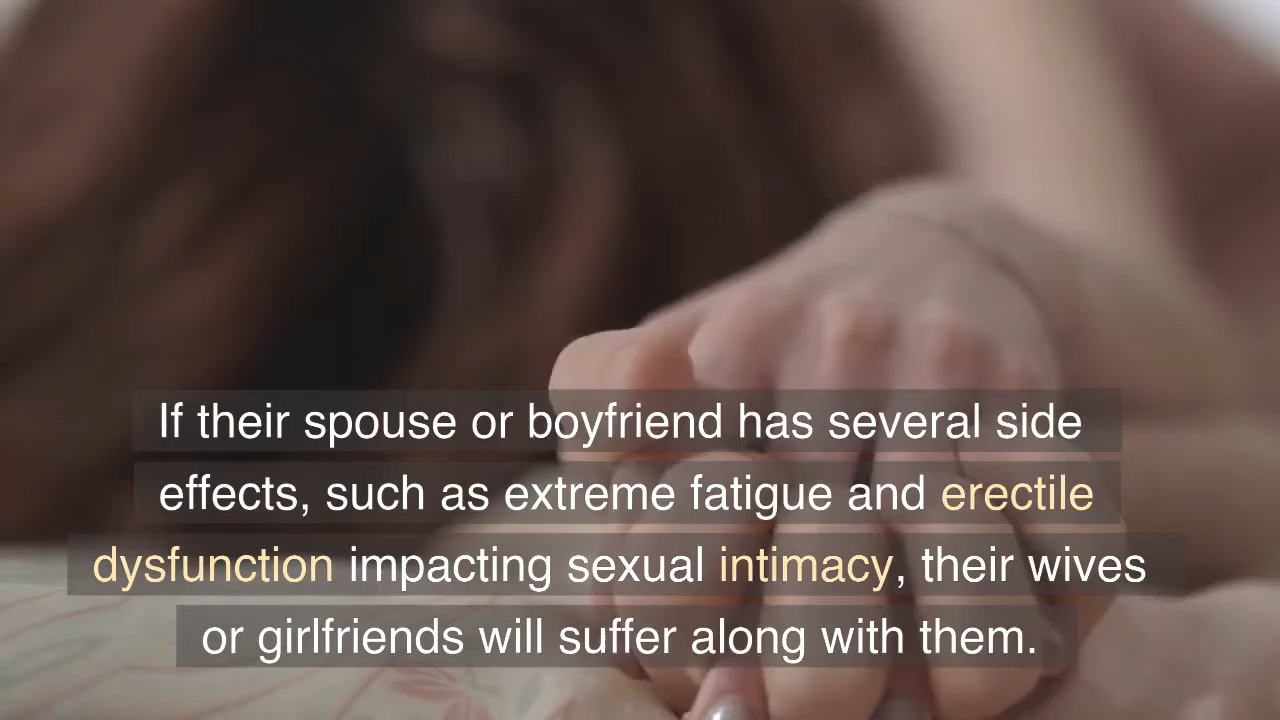 If their spouse or boyfriend has several side
effects, such as extreme fatigue and erectile
dysfunction impacting sexual intimacy, their wives
or girlfriends will suffer along with them.